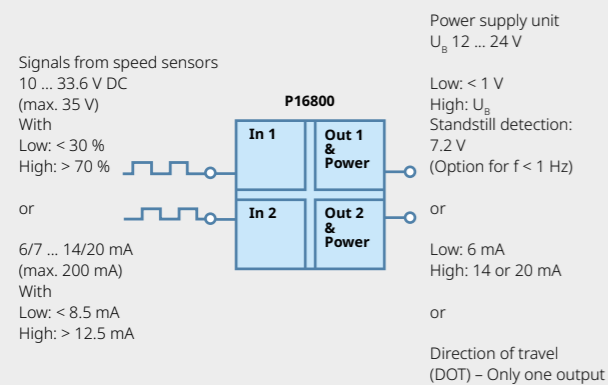 Signals from speed sensors
10 ... 33.6 V DC
(max. 35 V)
With
Low: < 30 %
High: > 70 %
or
6/7 ... 14/20 mA
(max. 200 mA)
With
Low: < 8.5 mA
High: > 12.5 mA
P16800
In 1
Out 1
&
Power
In 2
Out 2
&
Power
Power supply unit
U_B 12 ... 24 V
Low: < 1 V
High: U_B
Standstill detection:
7.2 V
(Option for f < 1 Hz)
or
Low: 6 mA
High: 14 or 20 mA
or
Direction of travel
(DOT) – Only one output